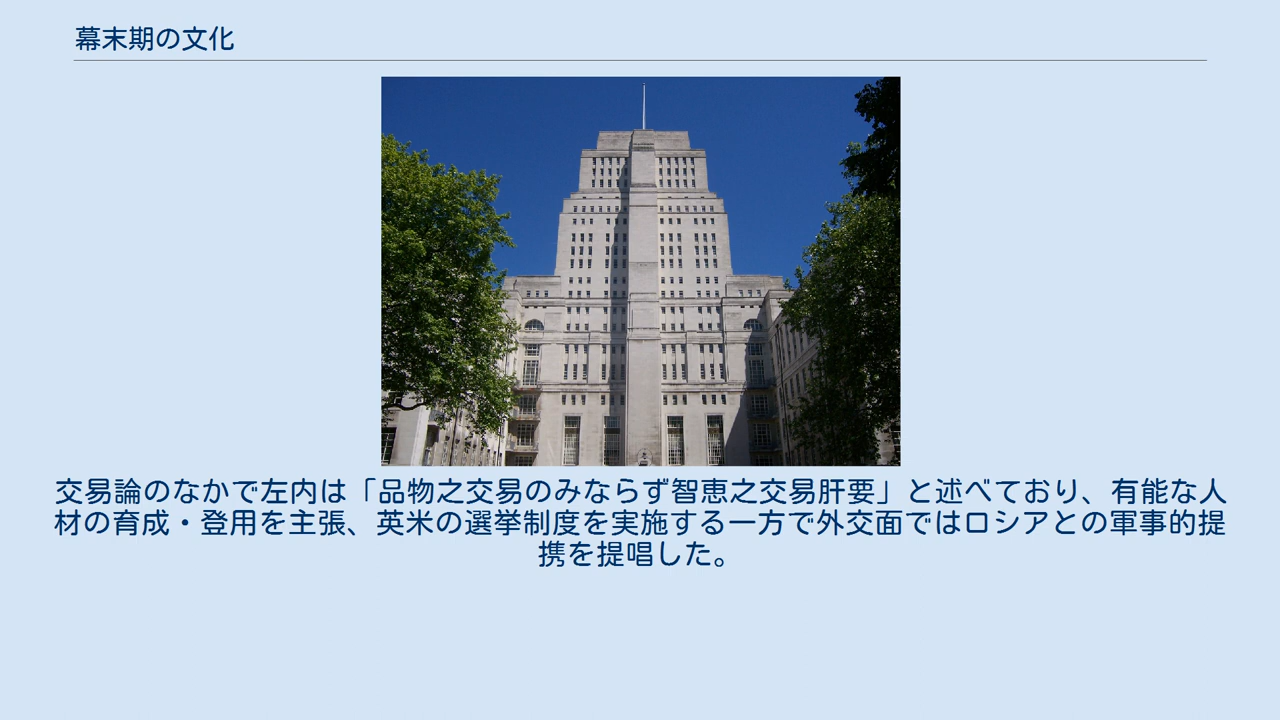 幕末期の文化
交易論のなかで左内は「品物之交易のみならず智恵之交易肝要」と述べており、有能な人
材の育成・登用を主張、英米の選挙制度を実施する一方で外交面ではロシアとの軍事的提
携を提唱した。